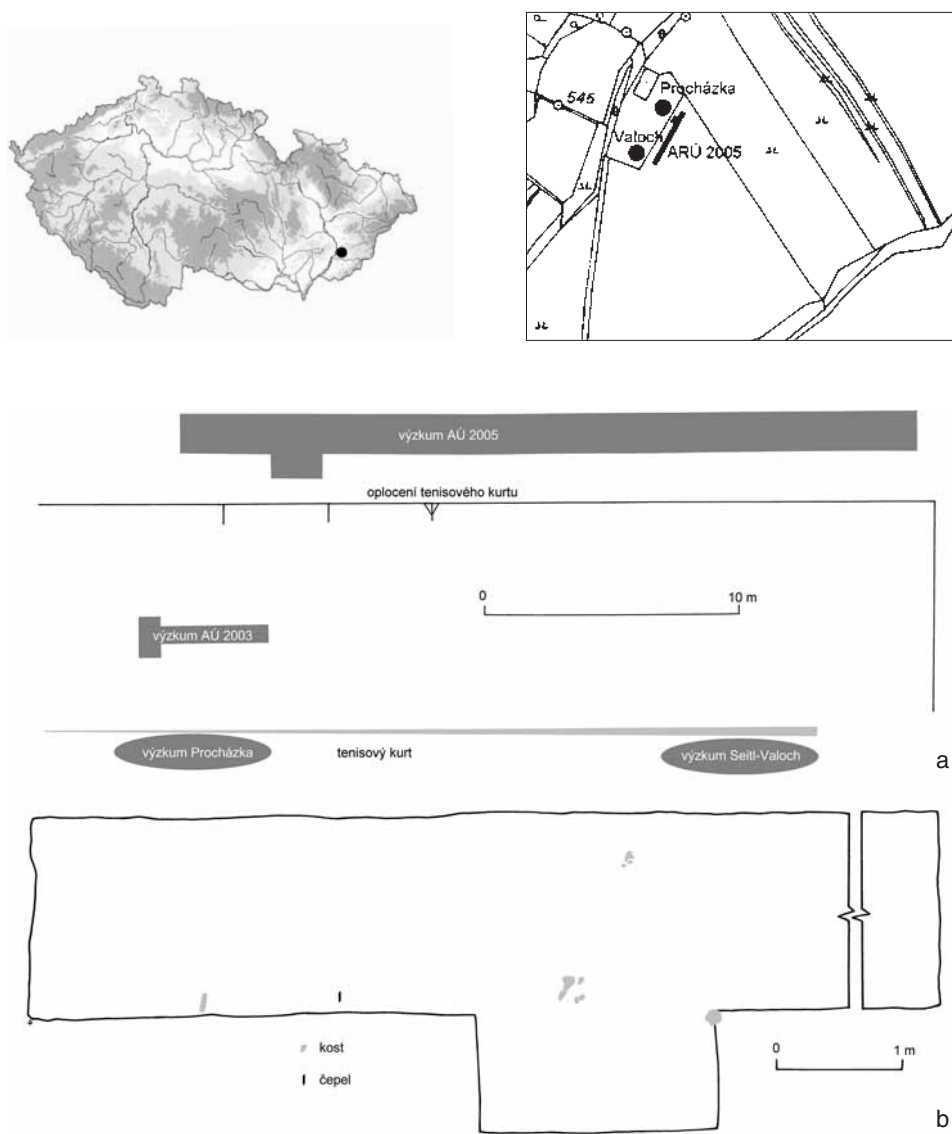 Procházka
545
Valoch
ARÚ 2005
výzkum AÚ 2005
oplocení tenisového kurtu
0 10 m
výzkum AÚ 2003
výzkum Procházka
tenisový kurt
výzkum Seitl-Valoch
a
kost
čepel
0 1 m
b